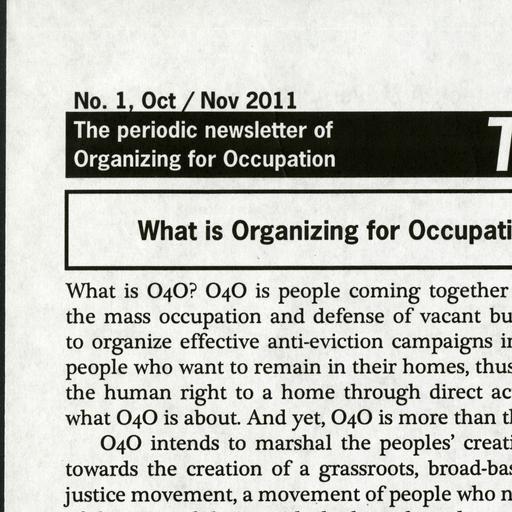 No. 1, Oct / Nov 2011
The periodic newsletter of
Organizing for Occupation
What is Organizing for Occupati
What is O4O? O4O is people coming together
the mass occupation and defense of vacant bu
to organize effective anti-eviction campaigns i
people who want to remain in their homes, thus
the human right to a home through direct ac
what O4O is about. And yet, O4O is more than t
O4O intends to marshal the peoples' creati
towards the creation of a grassroots, broad-bas
justice movement, a movement of people who n